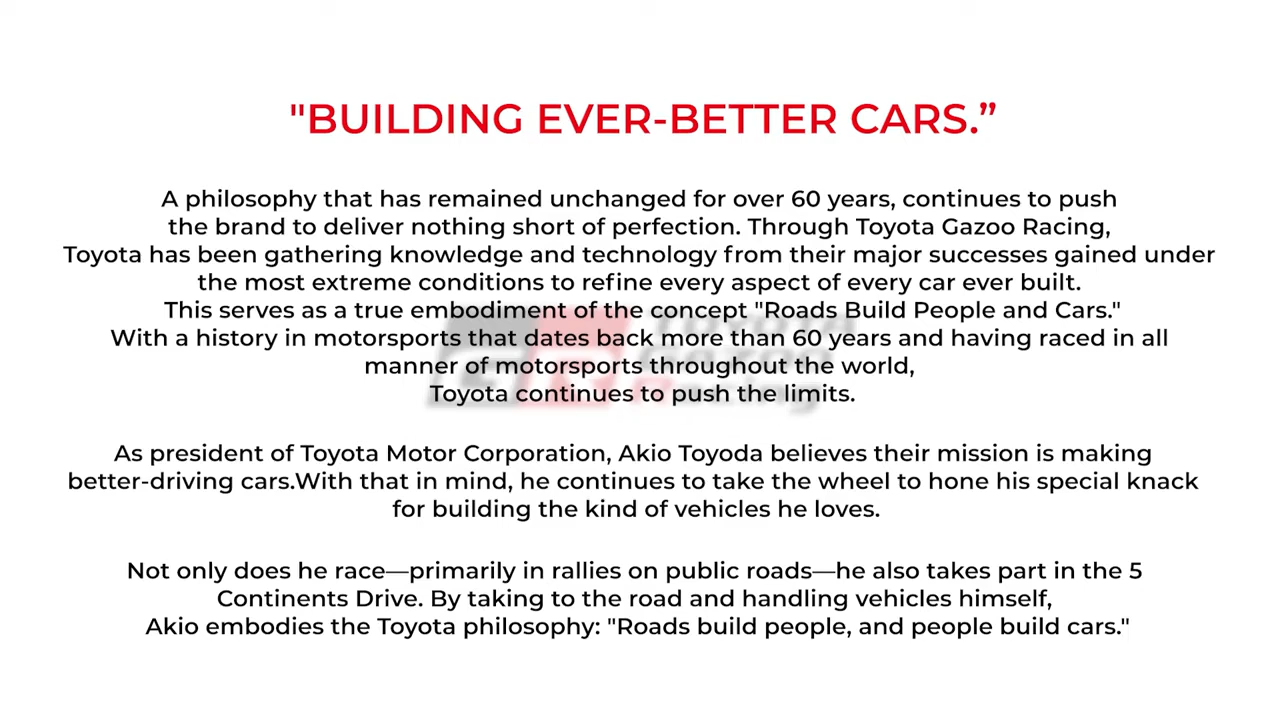 "BUILDING EVER-BETTER CARS.”
A philosophy that has remained unchanged for over 60 years, continues to push
the brand to deliver nothing short of perfection. Through Toyota Gazoo Racing,
Toyota has been gathering knowledge and technology from their major successes gained under
the most extreme conditions to refine every aspect of every car ever built.
This serves as a true embodiment of the concept "Roads Build People and Cars."
With a history in motorsports that dates back more than 60 years and having raced in all
manner of motorsports throughout the world,
Toyota continues to push the limits.
As president of Toyota Motor Corporation, Akio Toyoda believes their mission is making
better-driving cars.With that in mind, he continues to take the wheel to hone his special knack
for building the kind of vehicles he loves.
Not only does he race—primarily in rallies on public roads—he also takes part in the 5
Continents Drive. By taking to the road and handling vehicles himself,
Akio embodies the Toyota philosophy: "Roads build people, and people build cars."